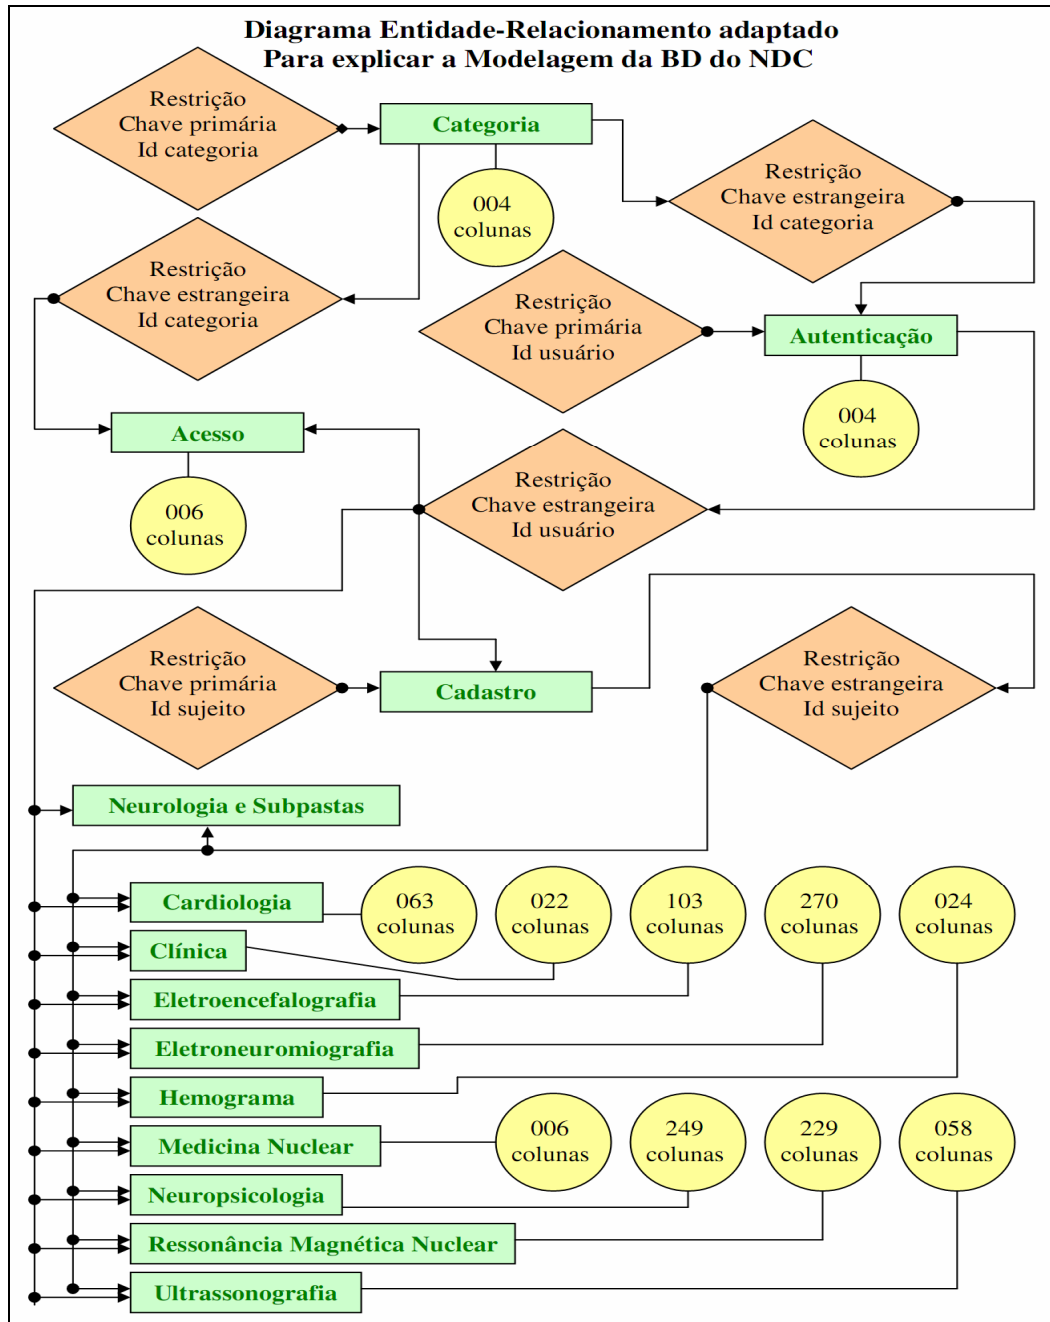 Diagrama Entidade-Relacionamento adaptado
Para explicar a Modelagem da BD do NDC
Restrição
Chave primária
Id categoria
Categoria
004
colunas
Restrição
Chave estrangeira
Id categoria
Restrição
Chave estrangeira
Id categoria
Restrição
Chave primária
Id usuário
Autenticação
004
colunas
Acesso
006
colunas
Restrição
Chave estrangeira
Id usuário
Restrição
Chave primária
Id sujeito
Cadastro
Restrição
Chave estrangeira
Id sujeito
Neurologia e Subpastas
Cardiologia
063
colunas
022
colunas
103
colunas
270
colunas
024
colunas
Clínica
Eletroencefalografia
Eletroneuromiografia
Hemograma
Medicina Nuclear
006
colunas
249
colunas
229
colunas
058
colunas
Neuropsicologia
Ressonância Magnética Nuclear
Ultrassonografia